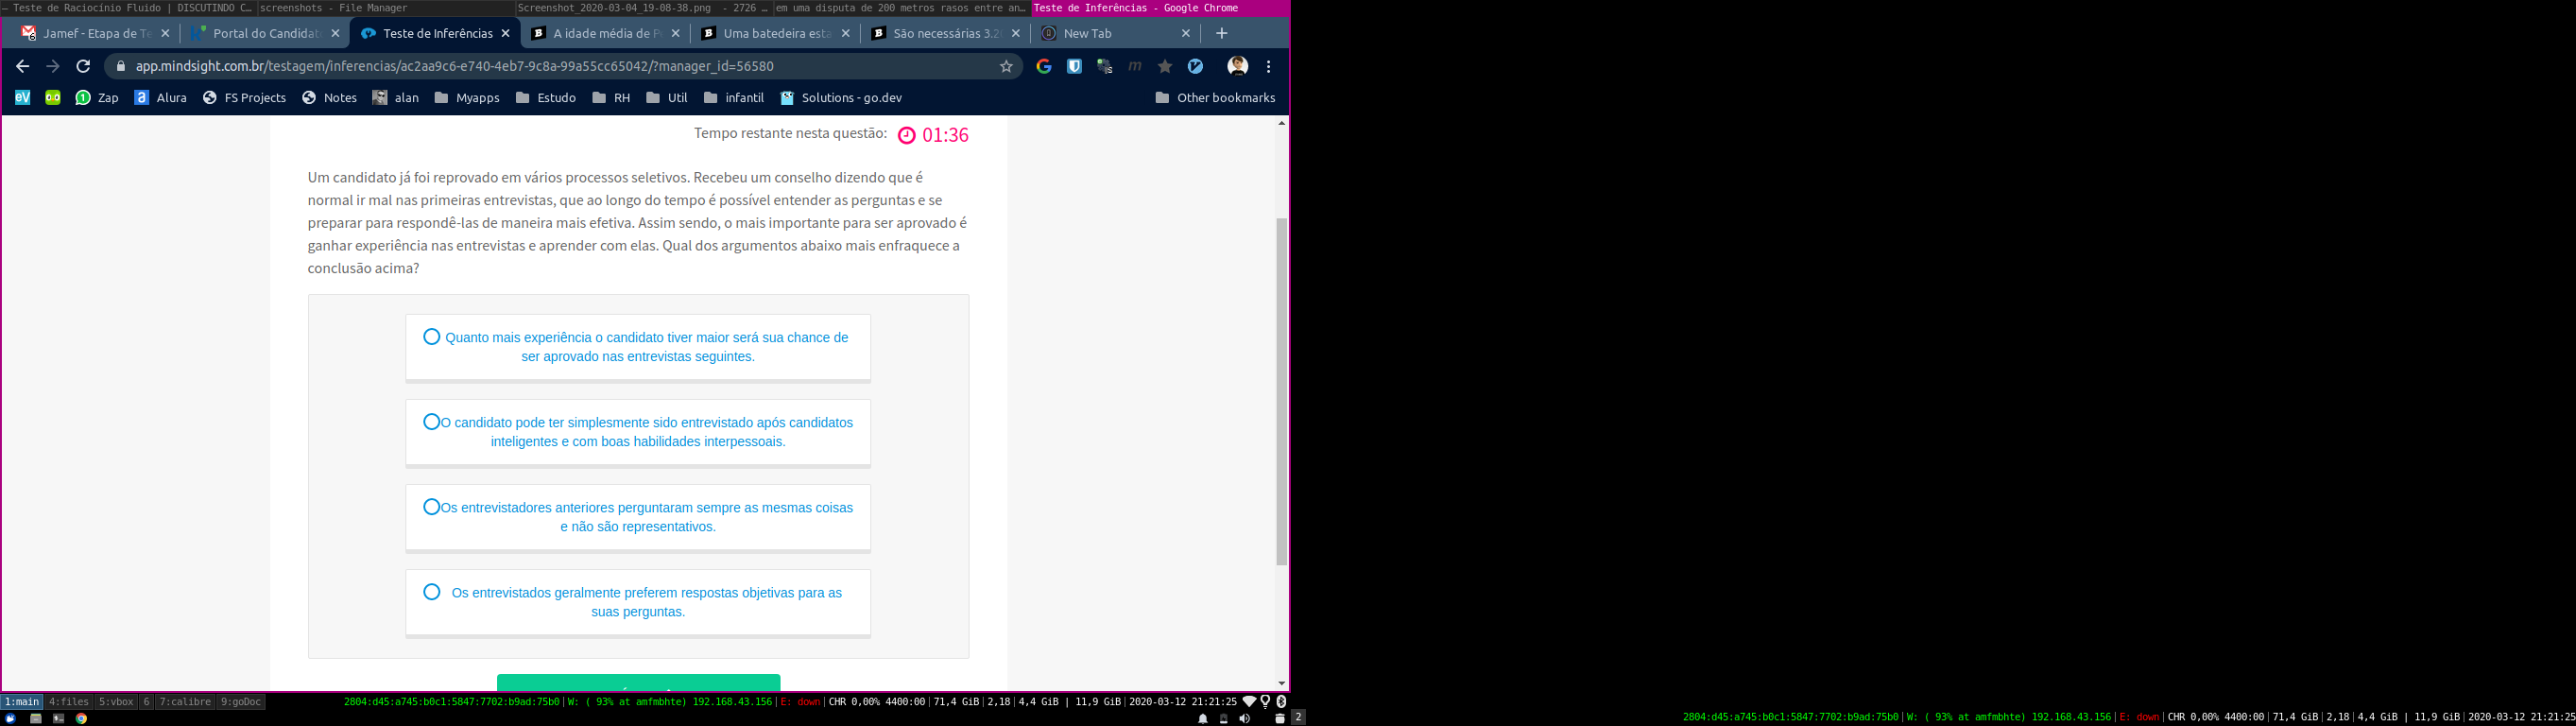 — Teste de Raciocínio Fluido | DISCUTINDO C…
screenshots - File Manager
Screenshot_2020-03-04_19-08-38.png - 2726 …
em uma disputa de 200 metros rasos entre an…
Teste de Inferências - Google Chrome
Jamef - Etapa de Te
Portal do Candidat
Teste de Inferências
A idade média de P
Uma batedeira esta
São necessárias 3.2
New Tab
app.mindsight.com.br/testagem/inferencias/ac2aa9c6-e740-4eb7-9c8a-99a55cc65042/?manager_id=56580
Zap
Alura
FS Projects
Notes
alan
Myapps
Estudo
RH
Util
infantil
Solutions - go.dev
Other bookmarks
Tempo restante nesta questão: 01:36
Um candidato já foi reprovado em vários processos seletivos. Recebeu um conselho dizendo que é
normal ir mal nas primeiras entrevistas, que ao longo do tempo é possível entender as perguntas e se
preparar para respondê-las de maneira mais efetiva. Assim sendo, o mais importante para ser aprovado é
ganhar experiência nas entrevistas e aprender com elas. Qual dos argumentos abaixo mais enfraquece a
conclusão acima?
Quanto mais experiência o candidato tiver maior será sua chance de
ser aprovado nas entrevistas seguintes.
O candidato pode ter simplesmente sido entrevistado após candidatos
inteligentes e com boas habilidades interpessoais.
Os entrevistadores anteriores perguntaram sempre as mesmas coisas
e não são representativos.
Os entrevistados geralmente preferem respostas objetivas para as
suas perguntas.
1:main 4:files 5:vbox 6 7:calibre 9:goDoc
2804:d45:a745:b0c1:5847:7702:b9ad:75b0|W: ( 93% at amfmbhte) 192.168.43.156|E: down|CHR 0,00% 4400:00|71,4 GiB|2,18|4,4 GiB | 11,9 GiB|2020-03-12 21:21:25
2
2804:d45:a745:b0c1:5847:7702:b9ad:75b0|W: ( 93% at amfmbhte) 192.168.43.156|E: down|CHR 0,00% 4400:00|71,4 GiB|2,18|4,4 GiB | 11,9 GiB|2020-03-12 21:21:2